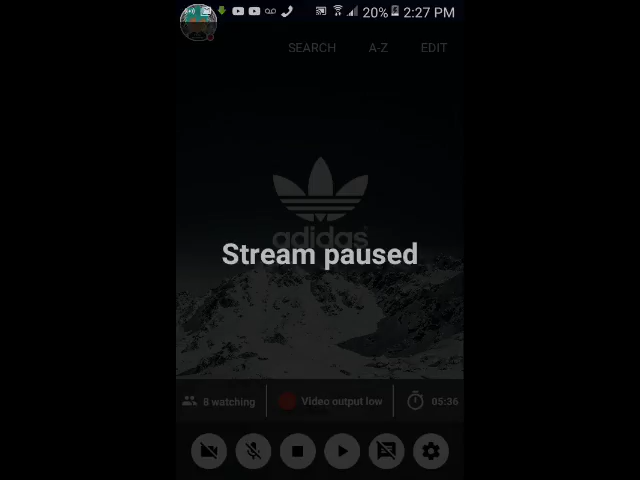 20% 2:27 PM
SEARCH A-Z EDIT
adidas
Stream paused
8 watching Video output low 05:36